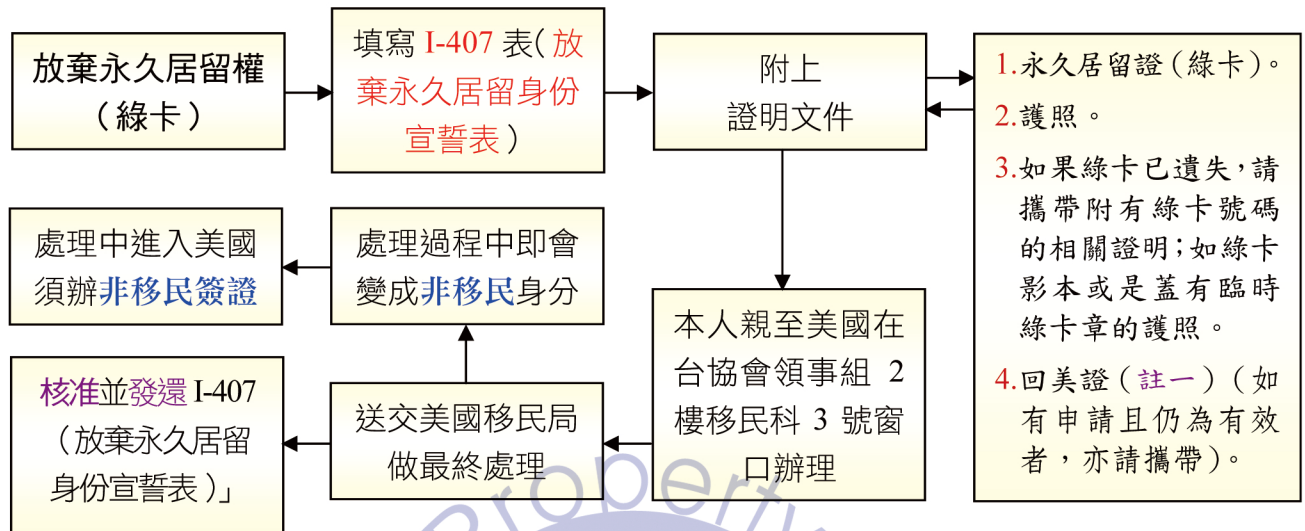 放棄永久居留權
（綠卡）
填寫 I-407 表（放
棄永久居留身份
宣誓表）
附上
證明文件
1.永久居留證（綠卡）。
2.護照。
3.如果綠卡已遺失，請
攜帶附有綠卡號碼
的相關證明；如綠卡
影本或是蓋有臨時
綠卡章的護照。
4.回美證（註一）（如
有申請且仍為有效
者，亦請攜帶）。
處理中進入美國
須辦非移民簽證
處理過程中即會
變成非移民身分
本人親至美國在
台協會領事組 2
樓移民科 3 號窗
口辦理
核准並發還 I-407
（放棄永久居留
身份宣誓表）」
送交美國移民局
做最終處理
Property